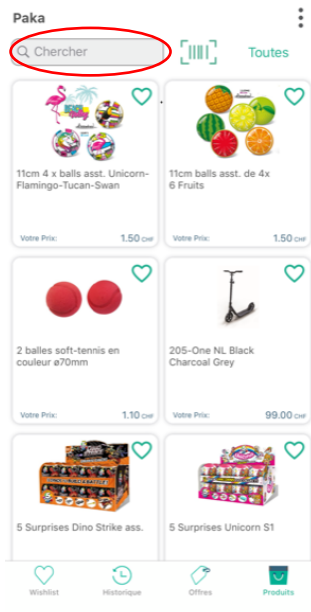 Paka
Chercher
Toutes
11cm 4 x balls asst. Unicorn-
Flamingo-Tucan-Swan
Votre Prix: 1.50 CHF
11cm balls asst. de 4x
6 Fruits
Votre Prix: 1.50 CHF
2 balles soft-tennis en
couleur ø70mm
Votre Prix: 1.10 CHF
205-One NL Black
Charcoal Grey
Votre Prix: 99.00 CHF
5 Surprises Dino Strike ass.
5 Surprises Unicorn S1
Wishlist
Historique
Offres
Produits